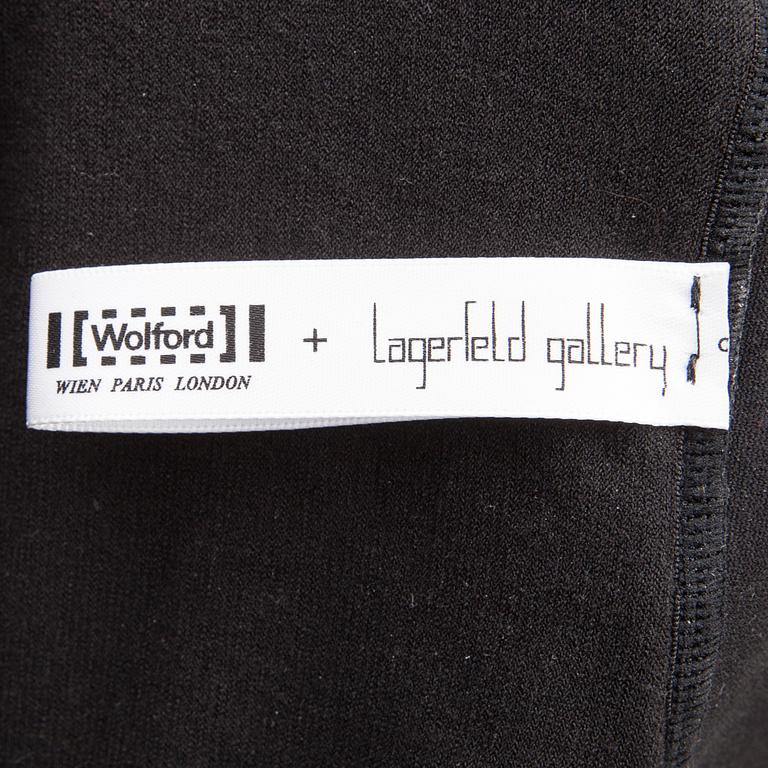 Wolford + lagerfeld gallery
WIEN PARIS LONDON